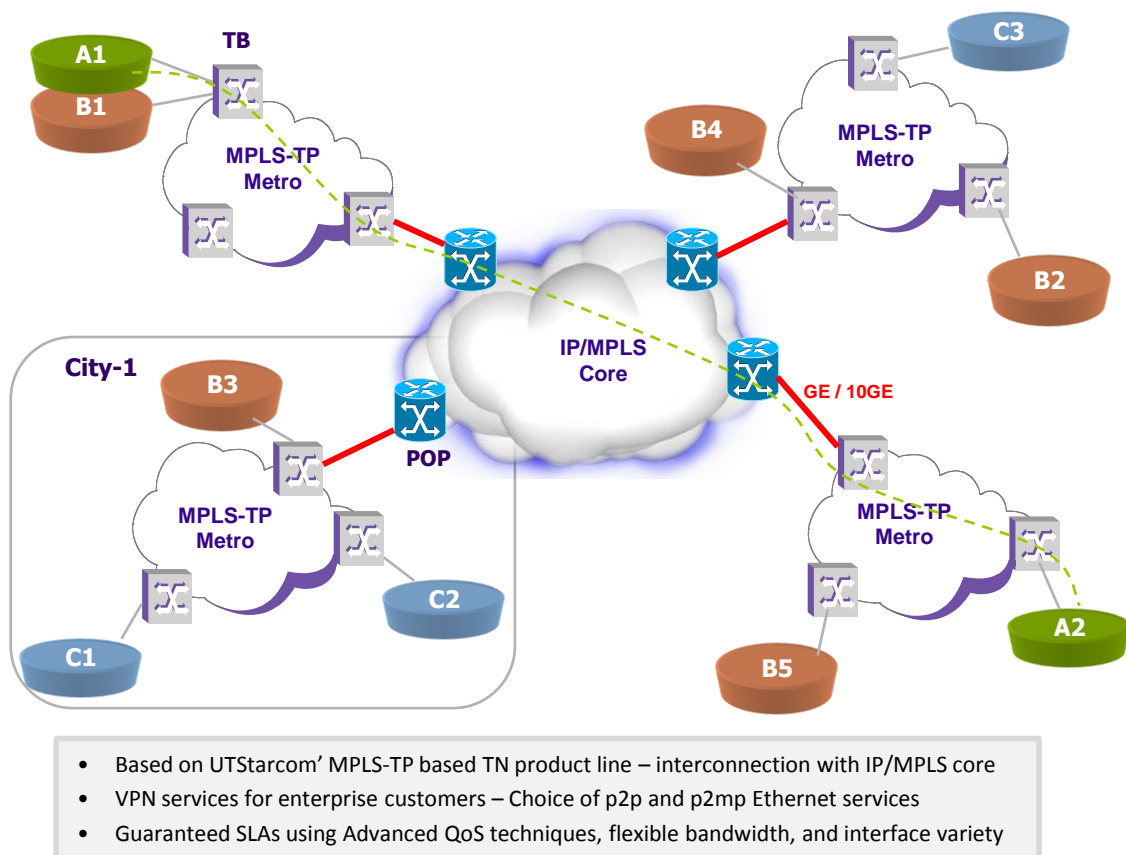 TB
A1
B1
MPLS-TP
Metro
C3
B4
MPLS-TP
Metro
B2
IP/MPLS
Core
City-1
B3
POP
MPLS-TP
Metro
C2
C1
GE / 10GE
MPLS-TP
Metro
A2
B5
• Based on UTStarcom’ MPLS-TP based TN product line – interconnection with IP/MPLS core
• VPN services for enterprise customers – Choice of p2p and p2mp Ethernet services
• Guaranteed SLAs using Advanced QoS techniques, flexible bandwidth, and interface variety